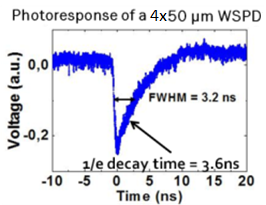 Photoresponse of a 4x50 µm WSPD
0,0
FWHM = 3.2 ns
-0,2
1/e decay time = 3.6ns
-10 -5 0 5 10 15 20
Time (ns)
Voltage (a.u.)